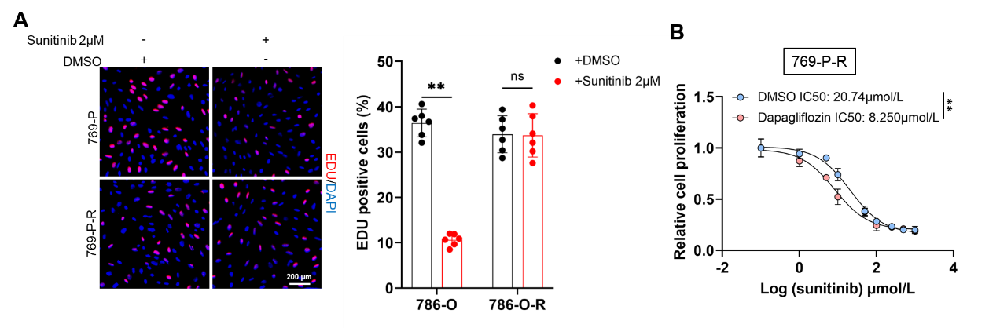 A
Sunitinib 2µM - +
DMSO + -
769-P
769-P-R
EDU/DAPI
200 µm
EDU positive cells (%)
50
40
30
20
10
0
**
ns
+DMSO
+Sunitinib 2µM
786-O 786-O-R
B
769-P-R
DMSO IC50: 20.74µmol/L
Dapagliflozin IC50: 8.250µmol/L
**
Relative cell proliferation
1.5
1.0
0.5
0.0
-2 0 2 4
Log (sunitinib) µmol/L